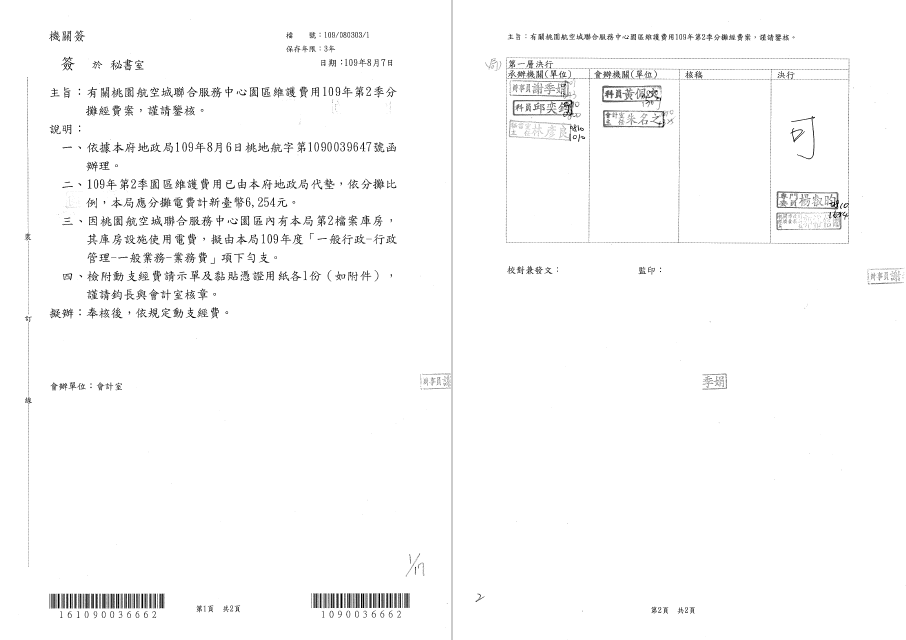 機關簽
檔　　號：109/080303/1
保存年限：3年
簽　於 秘書室
日期：109年8月7日
主旨：有關桃園航空城聯合服務中心園區維護費用109年第2季分
攤經費案，謹請鑒核。
說明：
一、依據本府地政局109年8月6日桃地航字第1090039647號函
辦理。
二、109年第2季園區維護費用已由本府地政局代墊，依分攤比
例，本局應分攤電費計新臺幣6,254元。
三、因桃園航空城聯合服務中心園區內有本局第2檔案庫房，
其庫房設施使用電費，擬由本局109年度「一般行政-行政
管理-一般業務-業務費」項下勻支。
四、檢附動支經費請示單及黏貼憑證用紙各1份（如附件），
謹請鈞長與會計室核章。
擬辦：奉核後，依規定動支經費。
裝
訂
線
會辦單位：會計室
幹事員謝
1/17
161090036662
第1頁　共2頁
1090036662
主旨：有關桃園航空城聯合服務中心園區維護費用109年第2季分攤經費案，謹請鑒核。
局
第一層決行
承辦機關(單位)
會辦機關(單位)
核稿
決行
謝季娟
科員邱奕
林彥良
0810
1010
科員黃佩
會計室主任朱名之
可
專門委員楊
0810
1674
校對兼發文：
監印：
季娟
2
第2頁　共2頁